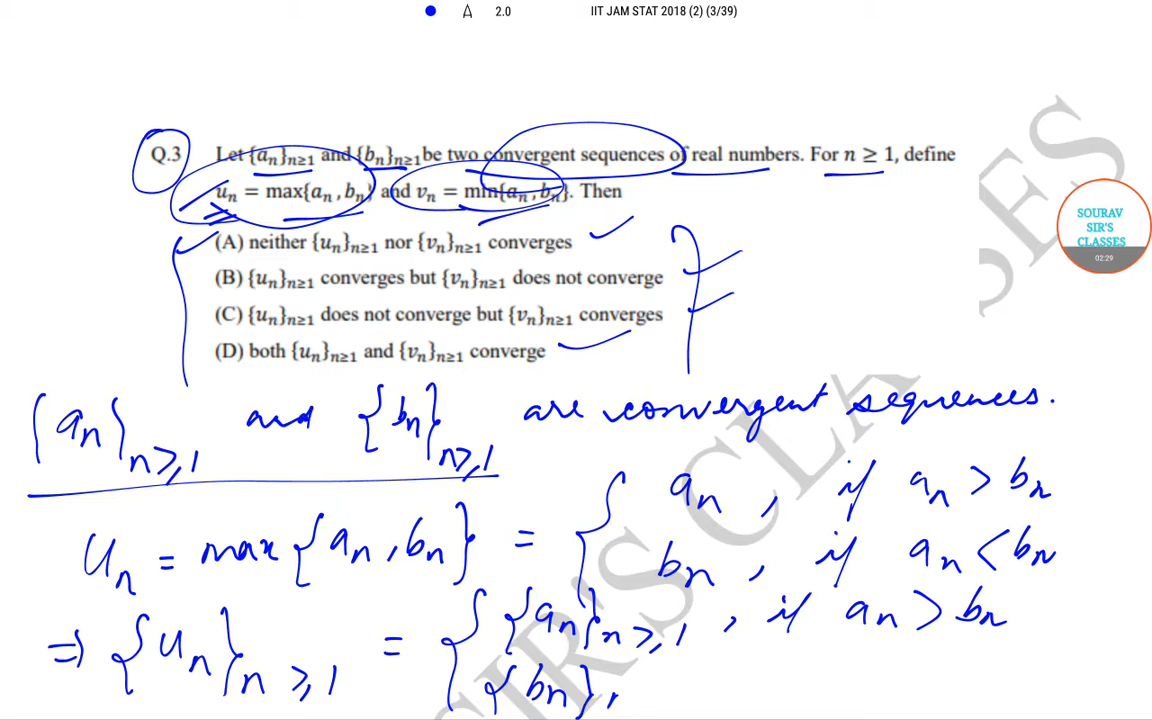 2.0 IIT JAM STAT 2018 (2) (3/39)
Q.3 Let {aₙ}ₙ≥₁ and {bₙ}ₙ≥₁ be two convergent sequences of real numbers. For n ≥ 1, define
uₙ = max{aₙ , bₙ} and vₙ = min{aₙ , bₙ}. Then
SOURAV
SIR'S
CLASSES
02:29
(A) neither {uₙ}ₙ≥₁ nor {vₙ}ₙ≥₁ converges
(B) {uₙ}ₙ≥₁ converges but {vₙ}ₙ≥₁ does not converge
(C) {uₙ}ₙ≥₁ does not converge but {vₙ}ₙ≥₁ converges
(D) both {uₙ}ₙ≥₁ and {vₙ}ₙ≥₁ converge
{aₙ}ₙ≥₁ and {bₙ}ₙ≥₁ are convergent sequences.
uₙ = max {aₙ , bₙ} = { aₙ , if aₙ > bₙ
bₙ , if aₙ < bₙ
⇒ {uₙ}ₙ≥₁ = { {aₙ}ₙ≥₁ , if aₙ > bₙ
{bₙ}